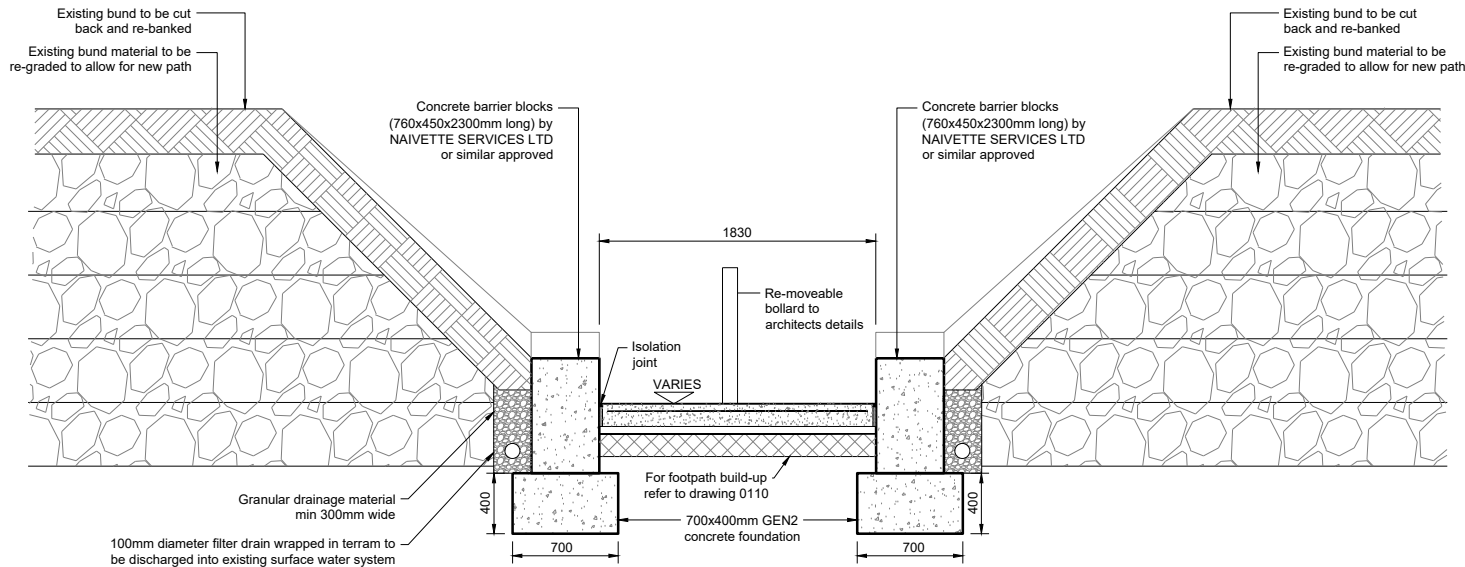 Existing bund to be cut
back and re-banked
Existing bund material to be
re-graded to allow for new path
Concrete barrier blocks
(760x450x2300mm long) by
NAIVETTE SERVICES LTD
or similar approved
Concrete barrier blocks
(760x450x2300mm long) by
NAIVETTE SERVICES LTD
or similar approved
Existing bund to be cut
back and re-banked
Existing bund material to be
re-graded to allow for new path
1830
Re-moveable
bollard to
architects details
Isolation
joint
VARIES
For footpath build-up
refer to drawing 0110
Granular drainage material
min 300mm wide
100mm diameter filter drain wrapped in terram to
be discharged into existing surface water system
400
700
700x400mm GEN2
concrete foundation
400
700